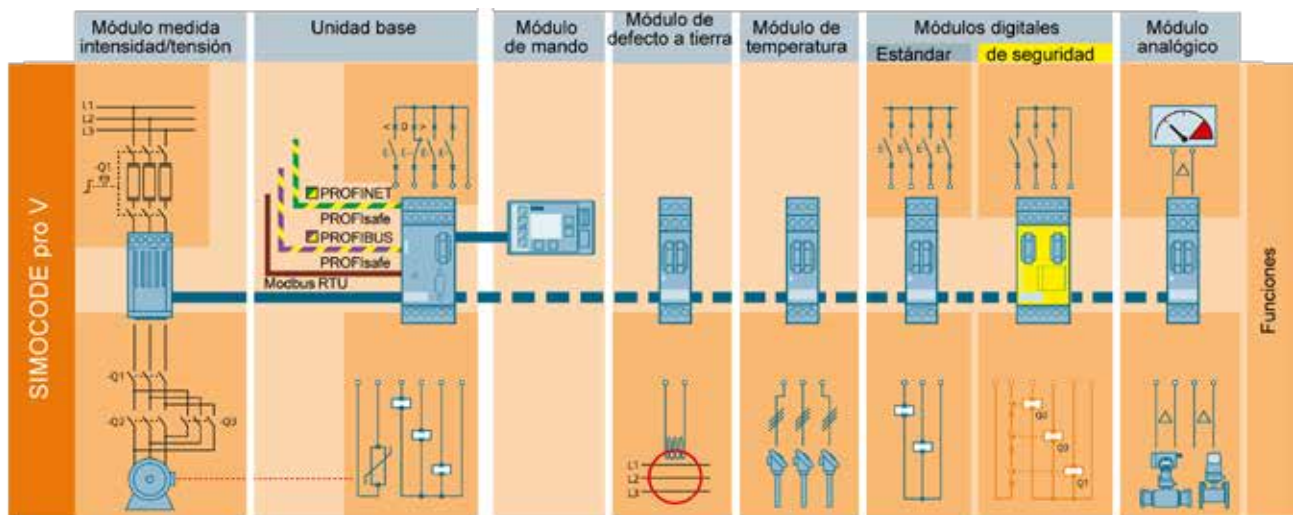 Módulo medida
intensidad/tensión
Unidad base
Módulo
de mando
Módulo de
defecto a tierra
Módulo de
temperatura
Módulos digitales
Estándar
de seguridad
Módulo
analógico
SIMOCODE pro V
Funciones
L1
L2
L3
-Q1
PROFINET
PROFIsafe
PROFIBUS
PROFIsafe
Modbus RTU
-Q1
-Q2
-Q3
L1
L2
L3
Q2
Q3
Q1